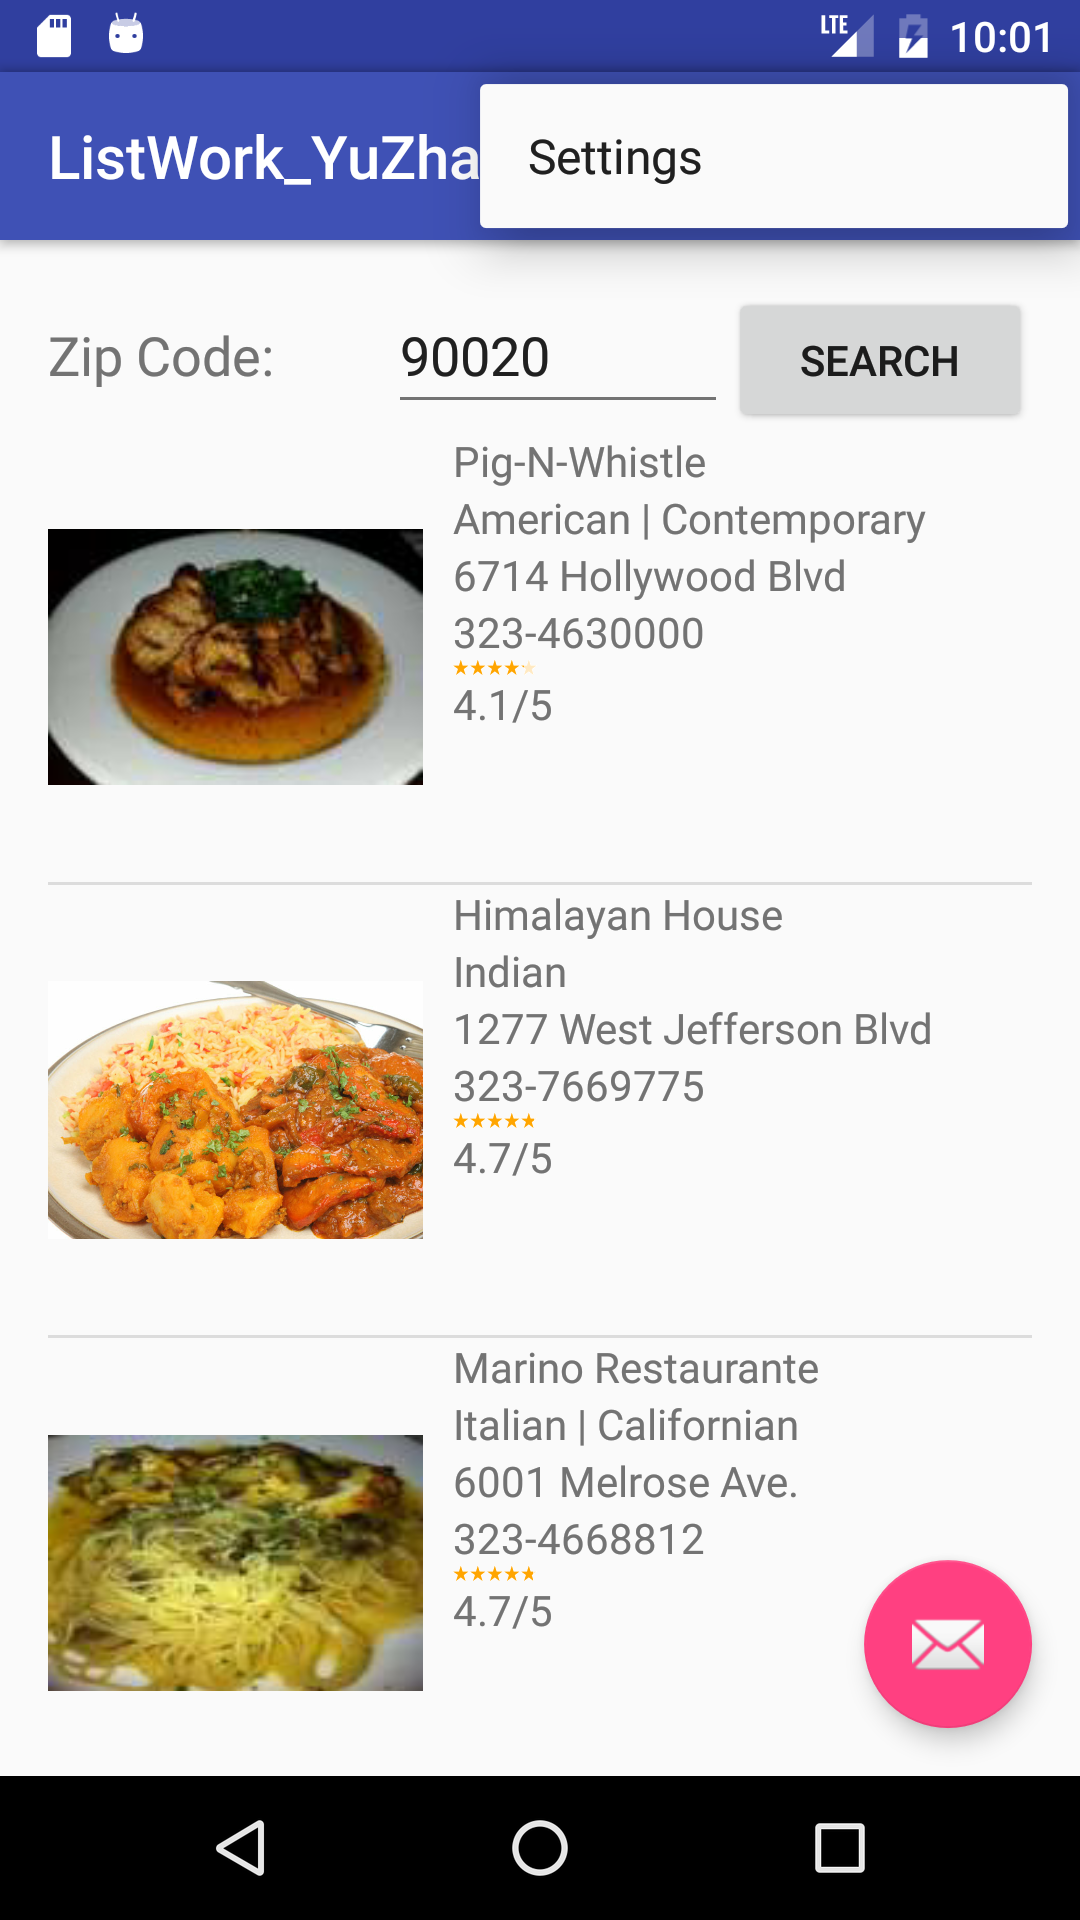 LTE 10:01
ListWork_YuZha
Settings
Zip Code: 90020 SEARCH
Pig-N-Whistle
American | Contemporary
6714 Hollywood Blvd
323-4630000
4.1/5
Himalayan House
Indian
1277 West Jefferson Blvd
323-7669775
4.7/5
Marino Restaurante
Italian | Californian
6001 Melrose Ave.
323-4668812
4.7/5